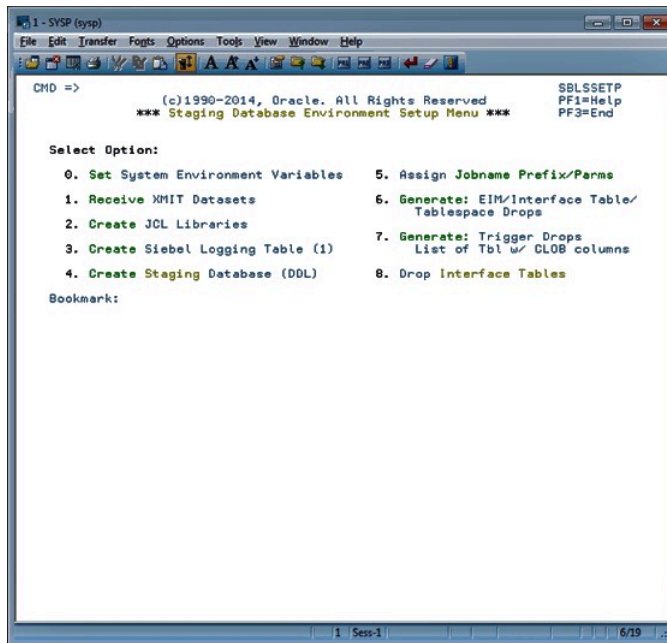 1 - SYSP (sysp)
File Edit Transfer Fonts Options Tools View Window Help
CMD => SBLSSETP
(c)1990-2014, Oracle. All Rights Reserved PF1=Help
*** Staging Database Environment Setup Menu *** PF3=End
Select Option:
0. Set System Environment Variables 5. Assign Jobname Prefix/Parms
1. Receive XMIT Datasets 6. Generate: EIM/Interface Table/
Tablespace Drops
2. Create JCL Libraries
7. Generate: Trigger Drops
3. Create Siebel Logging Table (1) List of Tbl w/ CLOB columns
4. Create Staging Database (DDL) 8. Drop Interface Tables
Bookmark:
1 Sess-1 6/19